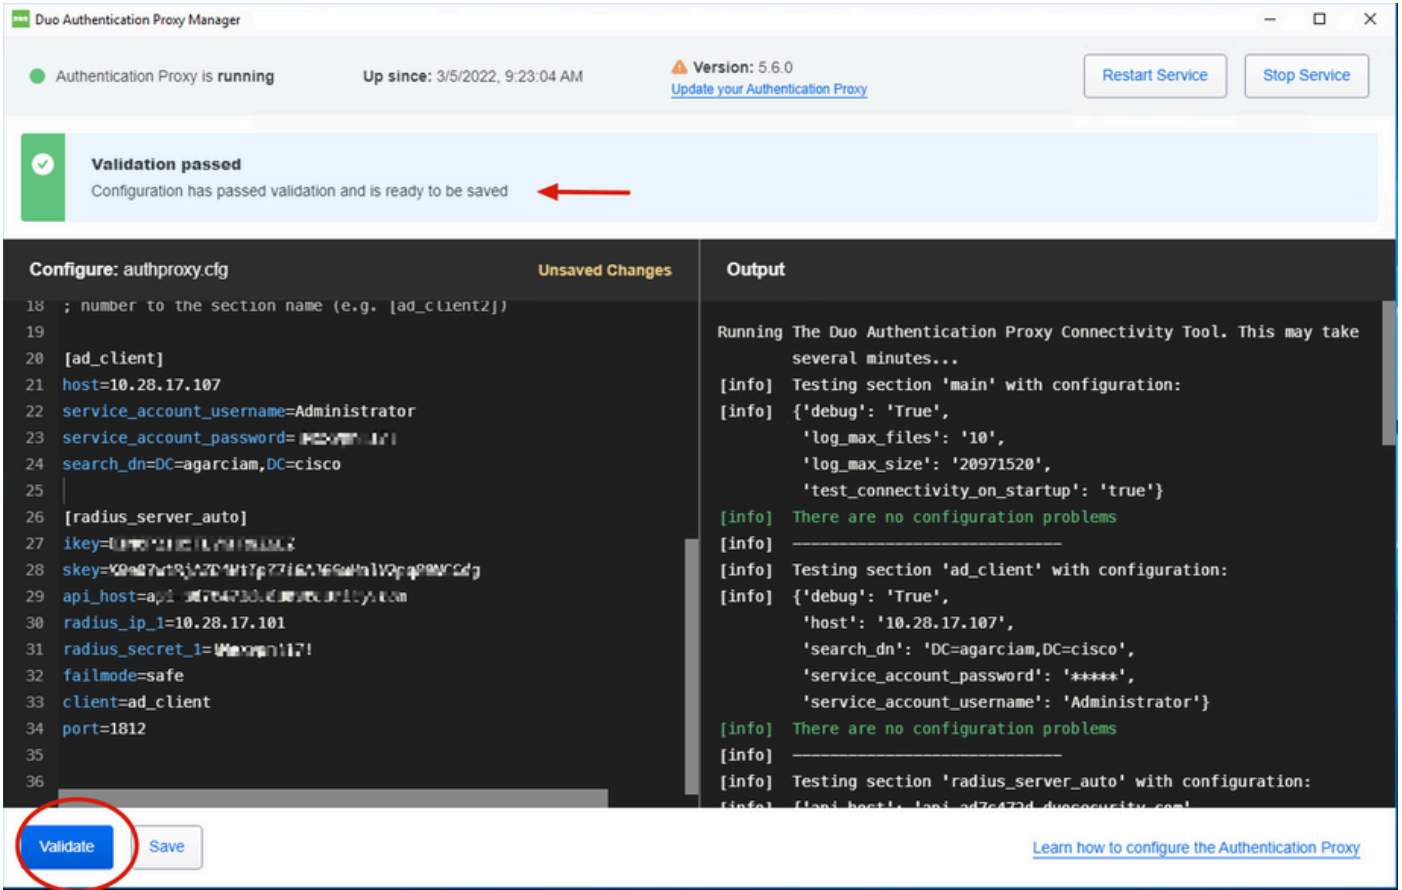 Duo Authentication Proxy Manager
Authentication Proxy is running
Up since: 3/5/2022, 9:23:04 AM
Version: 5.6.0
Update your Authentication Proxy
Restart Service
Stop Service
Validation passed
Configuration has passed validation and is ready to be saved
Configure: authproxy.cfg
Unsaved Changes
18 ; number to the section name (e.g. [ad_client2])
19
20 [ad_client]
21 host=10.28.17.107
22 service_account_username=Administrator
23 service_account_password=
24 search_dn=DC=agarciam,DC=cisco
25
26 [radius_server_auto]
27 ikey=
28 skey=
29 api_host=
30 radius_ip_1=10.28.17.101
31 radius_secret_1=
32 failmode=safe
33 client=ad_client
34 port=1812
35
36
Output
Running The Duo Authentication Proxy Connectivity Tool. This may take
several minutes...
[info] Testing section 'main' with configuration:
[info] {'debug': 'True',
'log_max_files': '10',
'log_max_size': '20971520',
'test_connectivity_on_startup': 'true'}
[info] There are no configuration problems
[info] -----------------------------
[info] Testing section 'ad_client' with configuration:
[info] {'debug': 'True',
'host': '10.28.17.107',
'search_dn': 'DC=agarciam,DC=cisco',
'service_account_password': '*****',
'service_account_username': 'Administrator'}
[info] There are no configuration problems
[info] -----------------------------
[info] Testing section 'radius_server_auto' with configuration:
[info] {'api_host':
Validate
Save
Learn how to configure the Authentication Proxy